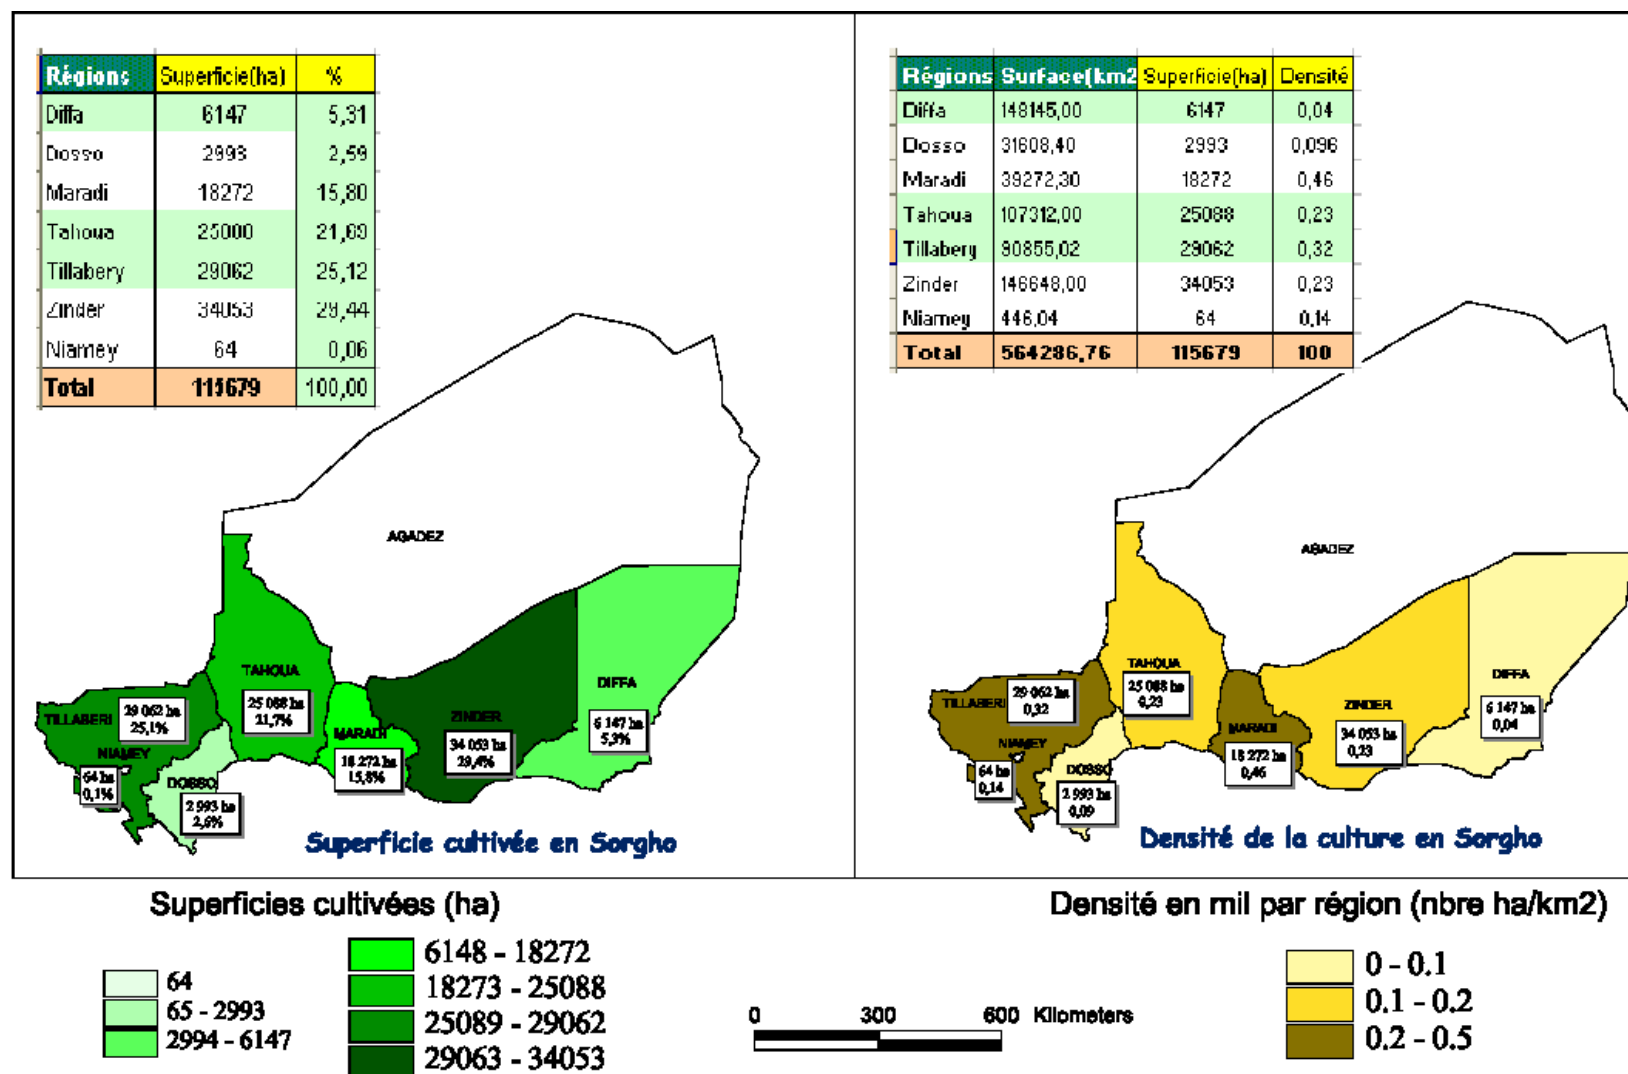 Régions Superficie(ha) %
Diffa 6147 5,31
Dosso 2993 2,59
Maradi 18272 15,80
Tahoua 25088 21,69
Tillabery 29062 25,12
Zinder 34053 29,44
Niamey 64 0,06
Total 115679 100,00
AGADEZ
TAHOUA
25 088 ha
21,7%
DIFFA
6 147 ha
5,3%
TILLABERI
29 062 ha
25,1%
ZINDER
34 053 ha
29,4%
MARADI
18 272 ha
15,8%
NIAMEY
64 ha
0,1%
DOSSO
2 993 ha
2,6%
Superficie cultivée en Sorgho
Régions Surface(km2 Superficie(ha) Densité
Diffa 148145,00 6147 0,04
Dosso 31608,40 2993 0,096
Maradi 39272,30 18272 0,46
Tahoua 107312,00 25088 0,23
Tillabery 90855,02 29062 0,32
Zinder 146648,00 34053 0,23
Niamey 446,04 64 0,14
Total 564286,76 115679 100
AGADEZ
TAHOUA
25 088 ha
0,23
DIFFA
6 147 ha
0,04
TILLABERI
29 062 ha
0,32
ZINDER
34 053 ha
0,23
MARADI
18 272 ha
0,46
NIAMEY
64 ha
0,14
DOSSO
2 993 ha
0,09
Densité de la culture en Sorgho
Superficies cultivées (ha)
64
65 - 2993
2994 - 6147
6148 - 18272
18273 - 25088
25089 - 29062
29063 - 34053
0 300 600 Kilometers
Densité en mil par région (nbre ha/km2)
0 - 0.1
0.1 - 0.2
0.2 - 0.5